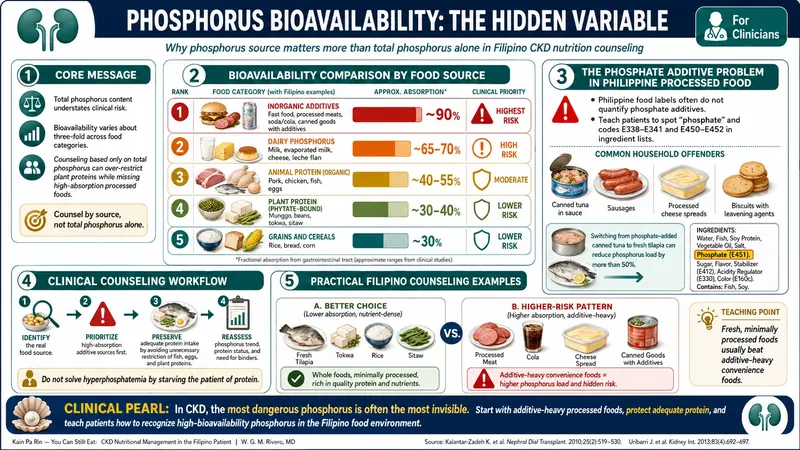 PHOSPHORUS BIOAVAILABILITY: THE HIDDEN VARIABLE
Why phosphorus source matters more than total phosphorus alone in Filipino CKD nutrition counseling
For
Clinicians
1
CORE MESSAGE
Total phosphorus content
understates clinical risk.
Bioavailability varies about
three-fold across food
categories.
Counseling based only on total
phosphorus can over-restrict
plant proteins while missing
high-absorption processed
foods.
Counsel by source,
not total phosphorus alone.
2
BIOAVAILABILITY COMPARISON BY FOOD SOURCE
RANK
FOOD CATEGORY (with Filipino examples)
APPROX. ABSORPTION*
CLINICAL PRIORITY
1
INORGANIC ADDITIVES
Fast food, processed meats,
soda/cola, canned goods
with additives
~90%
HIGHEST
RISK
2
DAIRY PHOSPHORUS
Milk, evaporated milk,
cheese, leche flan
~65–70%
HIGH
RISK
3
ANIMAL PROTEIN (ORGANIC)
Pork, chicken, fish,
eggs
~40–55%
MODERATE
4
PLANT PROTEIN
(PHYTATE-BOUND)
Munggo, beans,
tokwa, sitaw
~30–40%
LOWER
RISK
5
GRAINS AND CEREALS
Rice, bread, corn
~30%
LOWER
RISK
*Fractional absorption from gastrointestinal tract (approximate ranges from clinical studies).
3
THE PHOSPHATE ADDITIVE PROBLEM
IN PHILIPPINE PROCESSED FOOD
• Philippine food labels often do not
quantify phosphate additives.
• Teach patients to spot “phosphate” and
codes E338–E341 and E450–E452 in
ingredient lists.
COMMON HOUSEHOLD OFFENDERS
Canned tuna
in sauce
Sausages
Processed
cheese spreads
Biscuits with
leavening agents
Switching from phosphate-added
canned tuna to fresh tilapia can
reduce phosphorus load by
more than 50%.
INGREDIENTS:
Water, Fish, Soy Protein,
Vegetable Oil, Salt,
Phosphate (E451),
Sugar, Flavor, Stabilizer
(E412), Acidity Regulator
(E330), Color (E160c).
Contains: Fish, Soy.
4
CLINICAL COUNSELING WORKFLOW
1
IDENTIFY
the real
food source.
2
PRIORITIZE
high-absorption
additive sources first.
3
PRESERVE
adequate protein intake
by avoiding unnecessary
restriction of fish, eggs,
and plant proteins.
4
REASSESS
phosphorus trend,
protein status, and
need for binders.
Do not solve hyperphosphatemia by starving the patient of protein.
5
PRACTICAL FILIPINO COUNSELING EXAMPLES
A. BETTER CHOICE
(Lower absorption, nutrient-dense)
Fresh
Tilapia
Tokwa
Rice
Sitaw
Whole foods, minimally processed,
rich in quality protein and nutrients.
VS.
B. HIGHER-RISK PATTERN
(Higher absorption, additive-heavy)
Processed
Meat
Cola
Cheese
Spread
Canned Goods
with Additives
Additive-heavy convenience foods =
higher phosphorus load and hidden risk.
TEACHING POINT
Fresh, minimally
processed foods
usually beat
additive-heavy
convenience
foods.
CLINICAL PEARL: In CKD, the most dangerous phosphorus is often the most invisible. Start with additive-heavy processed foods, protect adequate protein, and
teach patients how to recognize high-bioavailability phosphorus in the Filipino food environment.
Kain Pa Rin — You Can Still Eat: CKD Nutritional Management in the Filipino Patient | W. G. M. Rivero, MD
Source: Kalantar-Zadeh K. et al. Nephrol Dial Transplant. 2010;25(2):519–530. Uribarri J. et al. Kidney Int. 2013;83(4):692–697.